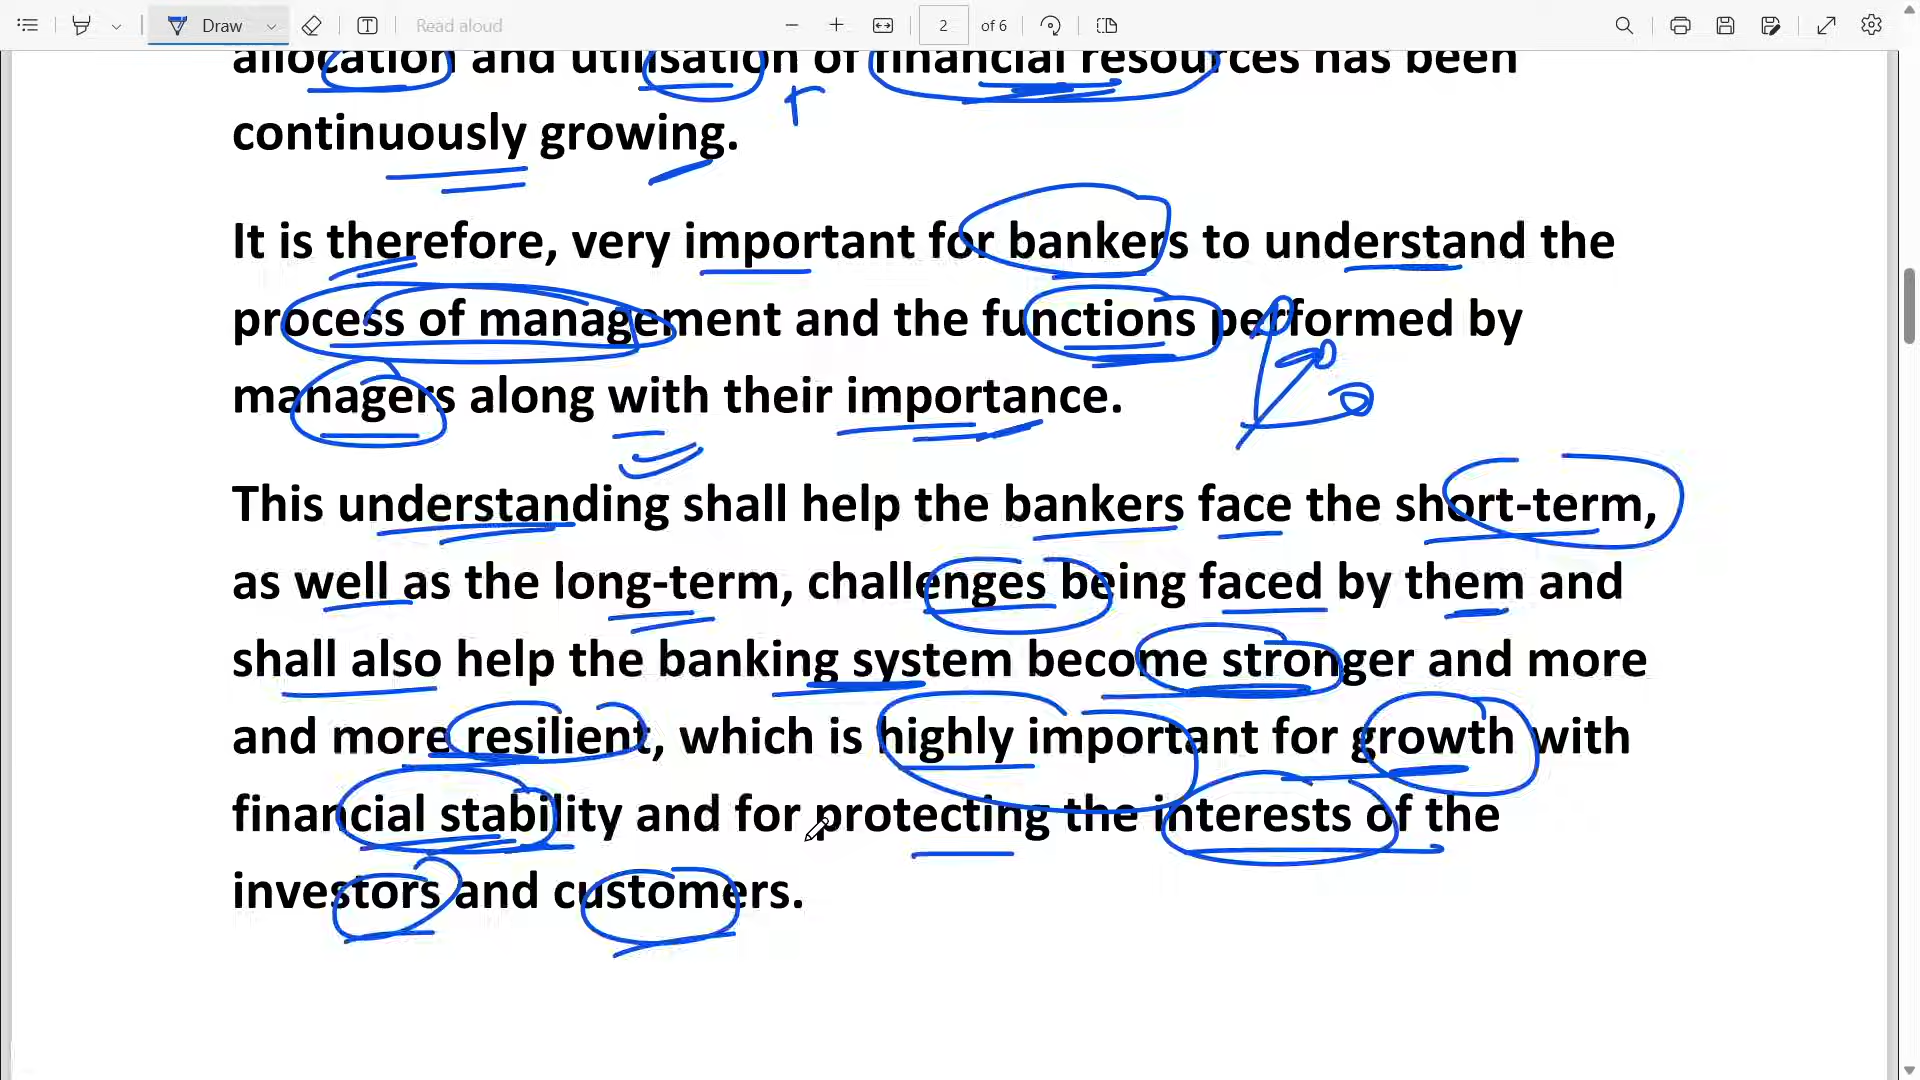 Draw
Read aloud
2 of 6
allocation and utilisation of financial resources has been
continuously growing.
r
It is therefore, very important for bankers to understand the
process of management and the functions performed by
managers along with their importance.
This understanding shall help the bankers face the short-term,
as well as the long-term, challenges being faced by them and
shall also help the banking system become stronger and more
and more resilient, which is highly important for growth with
financial stability and for protecting the interests of the
investors and customers.